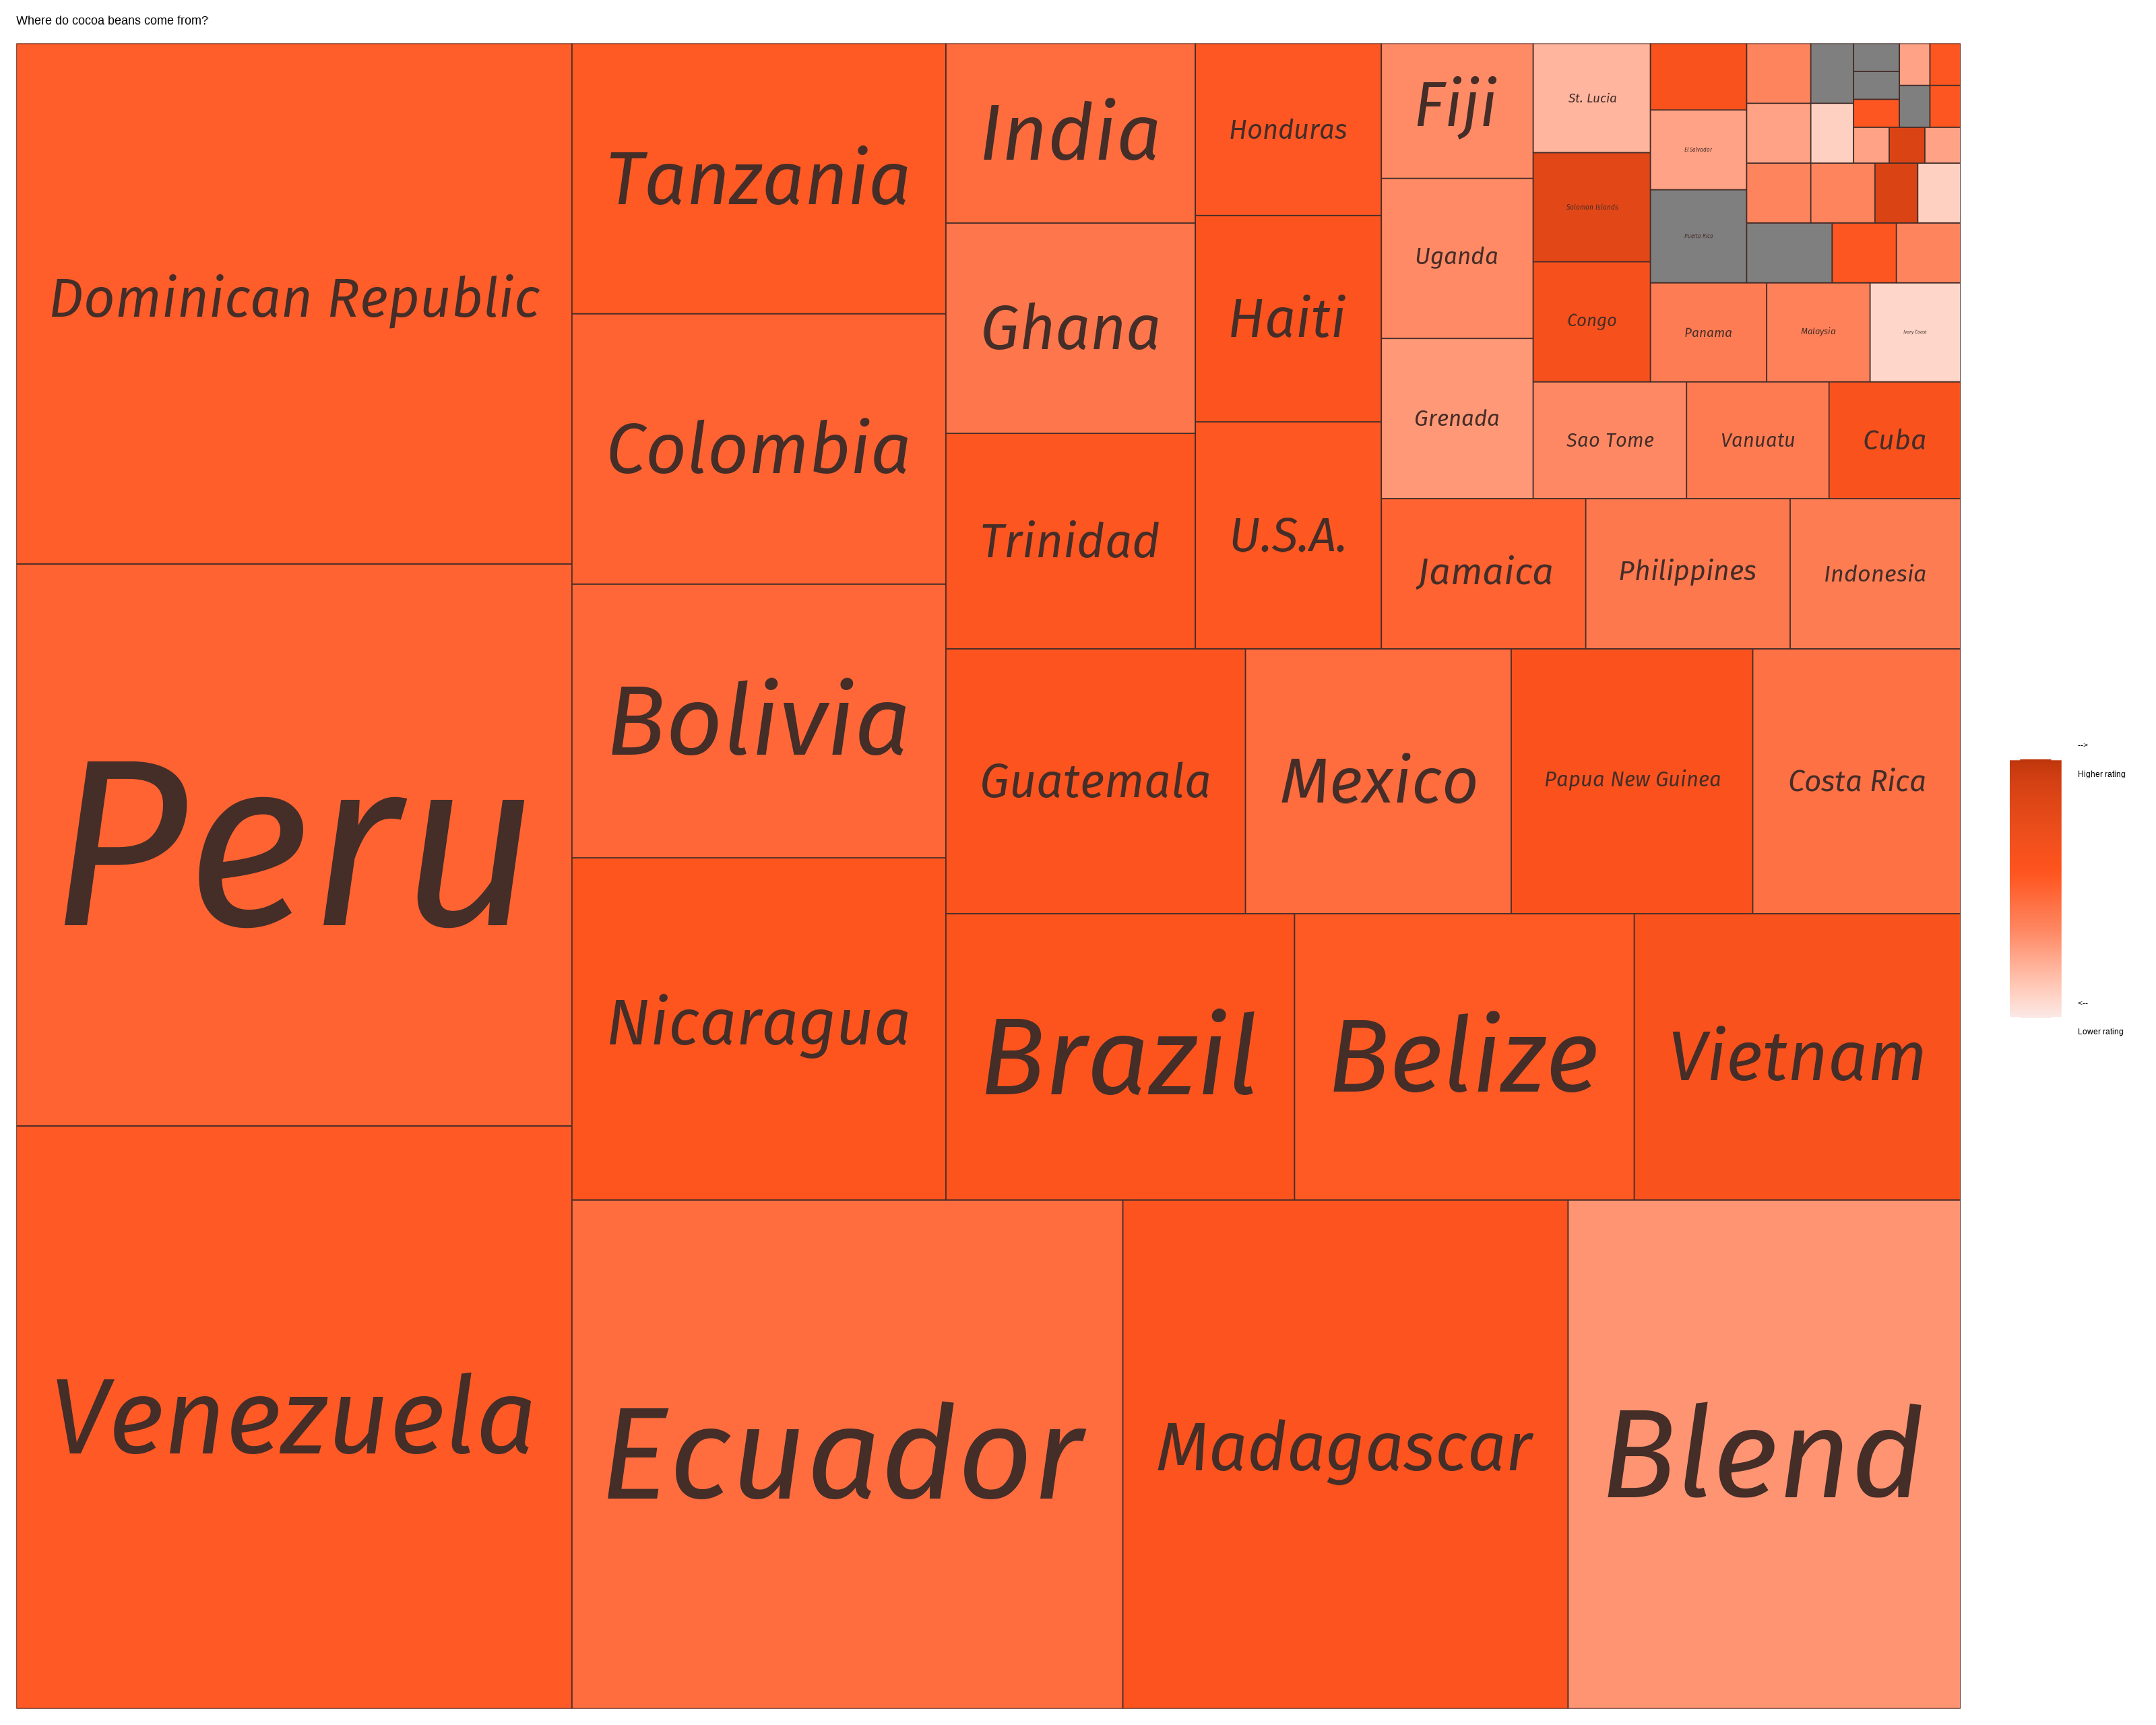 Where do cocoa beans come from?
Dominican Republic
Peru
Venezuela
Tanzania
Colombia
Bolivia
Nicaragua
Ecuador
Madagascar
Blend
India
Ghana
Trinidad
Honduras
Haiti
U.S.A.
Guatemala
Mexico
Papua New Guinea
Costa Rica
Brazil
Belize
Vietnam
Fiji
Uganda
Grenada
Jamaica
Philippines
Indonesia
St. Lucia
Solomon Islands
Congo
Sao Tome
Vanuatu
Cuba
El Salvador
Puerto Rico
Panama
Malaysia
Ivory Coast
-->
Higher rating
<--
Lower rating